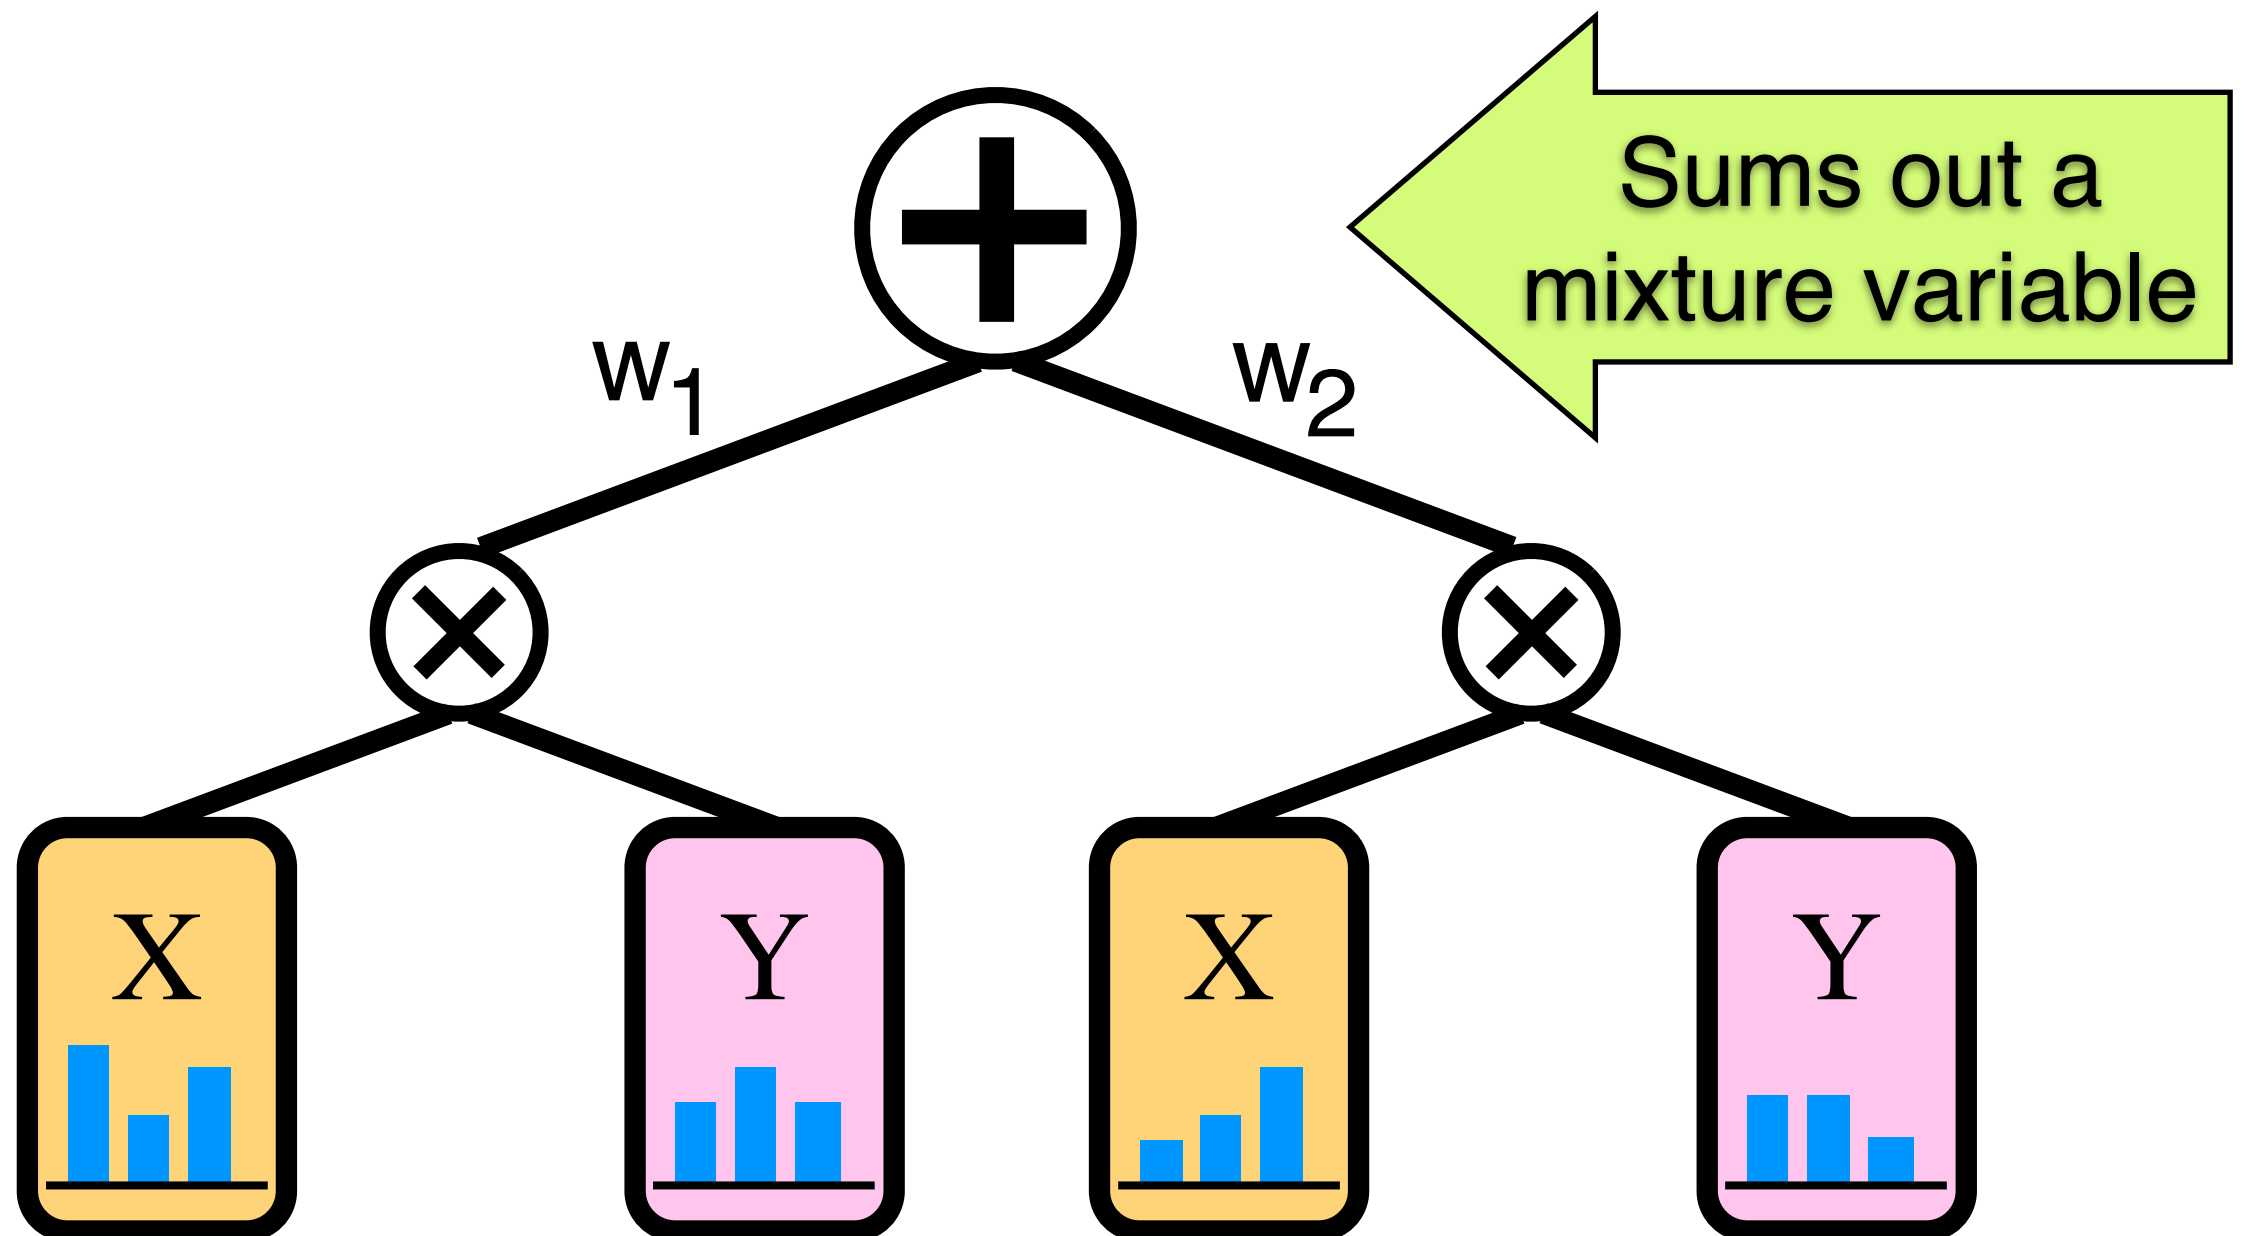 Sums out a
mixture variable
+
w₁
w₂
×
×
X
Y
X
Y